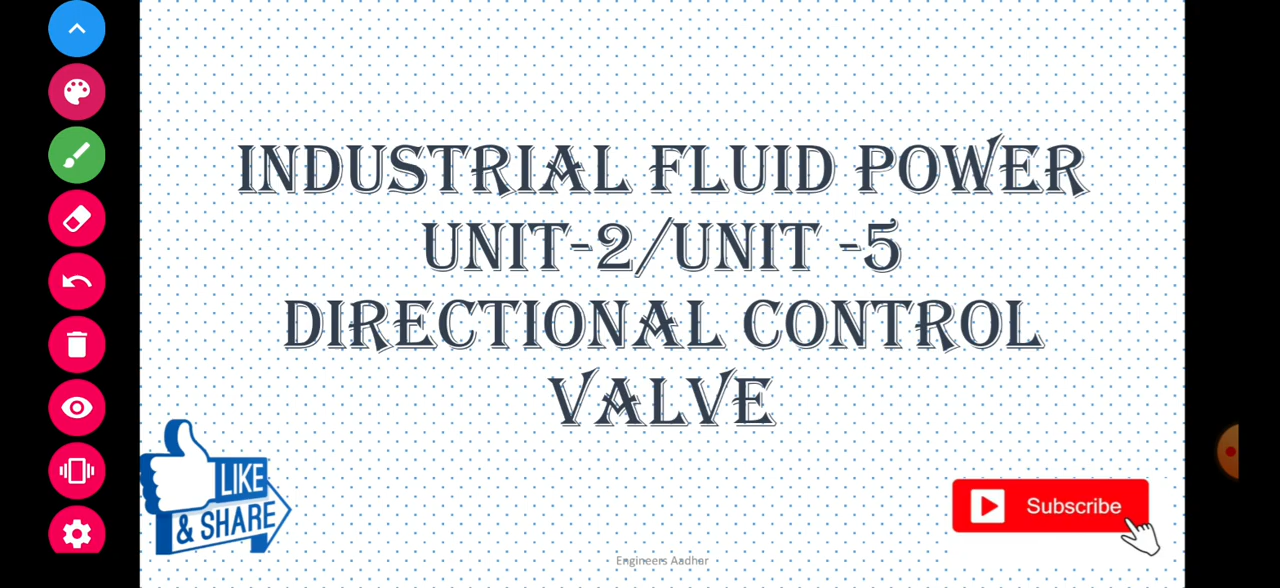 INDUSTRIAL FLUID POWER
UNIT-2/UNIT -5
DIRECTIONAL CONTROL
VALVE
LIKE
& SHARE
Subscribe
Engineers Aadhar